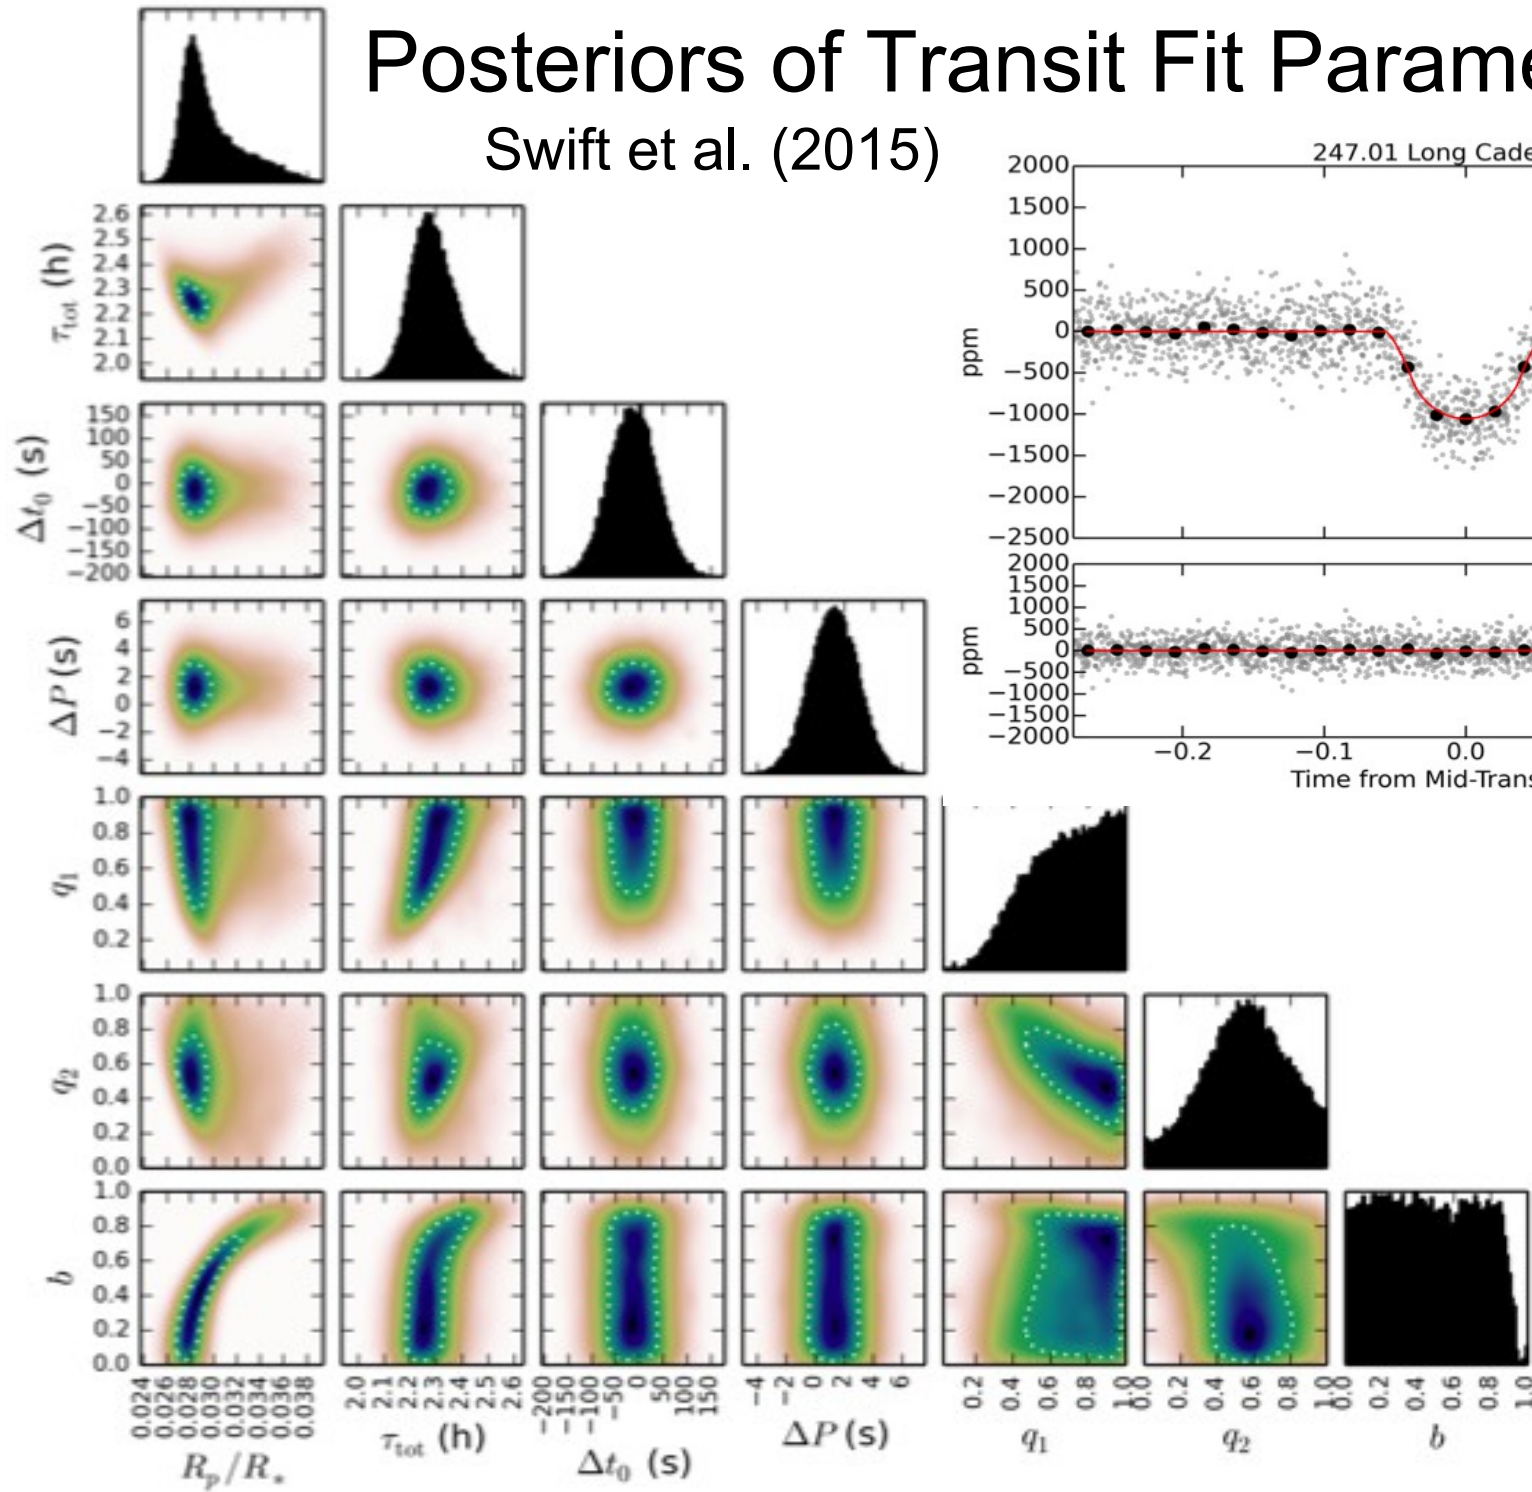 Posteriors of Transit Fit Parame
Swift et al. (2015)
247.01 Long Cade
2000
1500
1000
500
0
−500
−1000
−1500
−2000
−2500
ppm
2000
1500
1000
500
0
−500
−1000
−1500
−2000
ppm
−0.2 −0.1 0.0
Time from Mid-Trans
2.6
2.5
2.4
2.3
2.2
2.1
2.0
τtot (h)
150
100
50
0
−50
−100
−150
−200
Δt0 (s)
6
4
2
0
−2
−4
ΔP (s)
1.0
0.8
0.6
0.4
0.2
q1
1.0
0.8
0.6
0.4
0.2
0.0
q2
1.0
0.8
0.6
0.4
0.2
0.0
b
0.024 0.026 0.028 0.030 0.032 0.034 0.036 0.038
Rp/R*
2.0 2.1 2.2 2.3 2.4 2.5 2.6
τtot (h)
−200 −150 −100 −50 0 50 100 150
Δt0 (s)
−4 −2 0 2 4 6
ΔP (s)
0.2 0.4 0.6 0.8 1.0
q1
0.0 0.2 0.4 0.6 0.8 1.0
q2
0.0 0.2 0.4 0.6 0.8 1.0
b